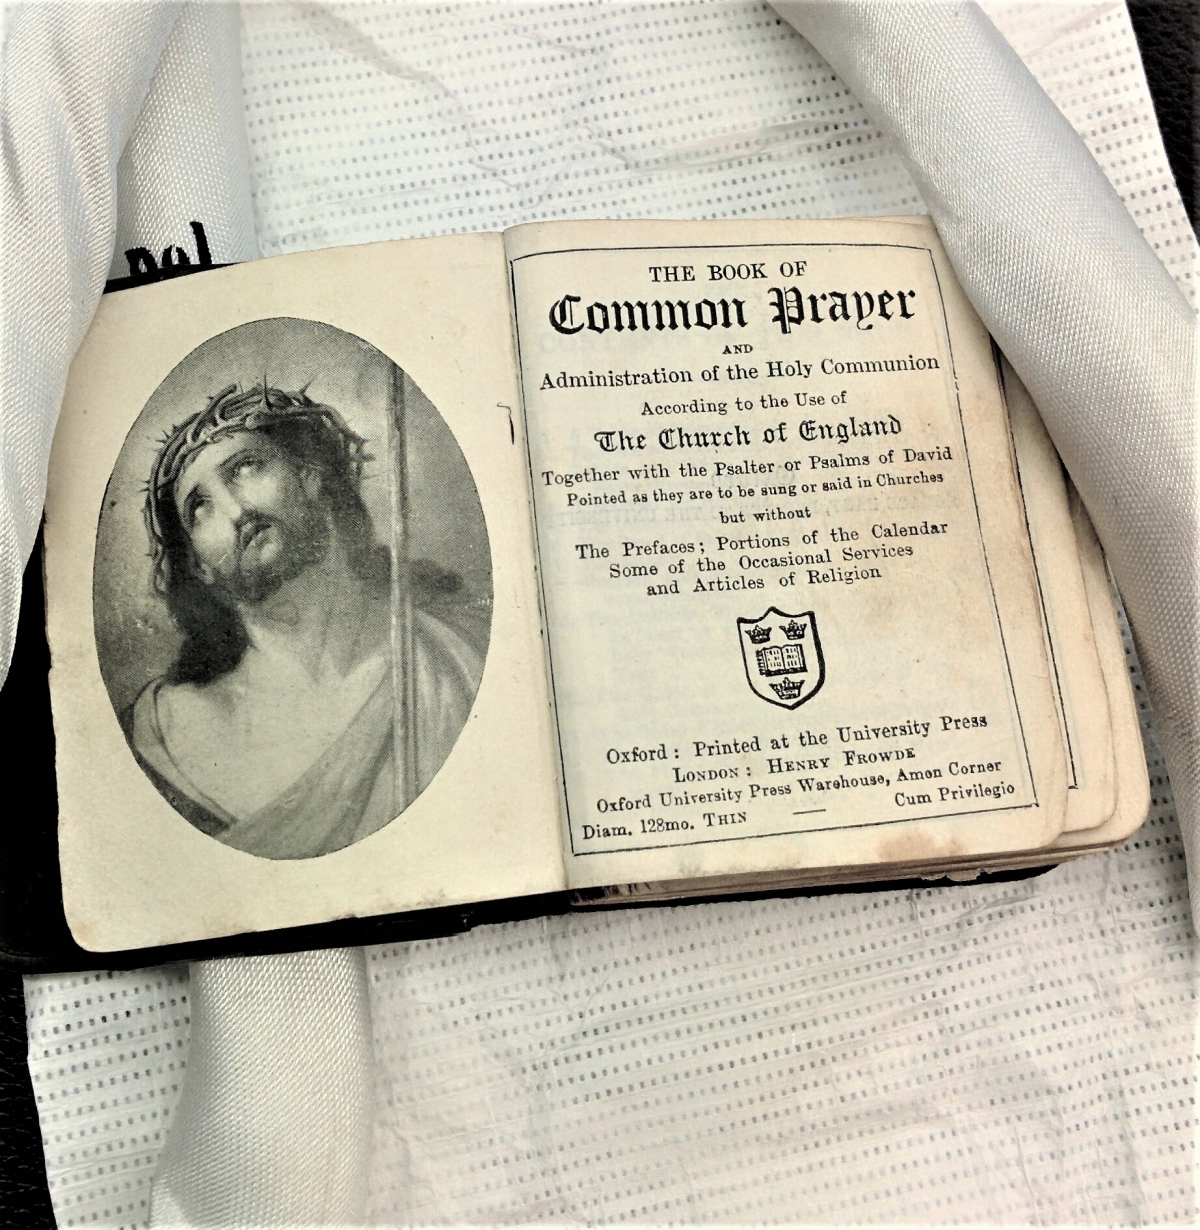 THE BOOK OF
Common Prayer
AND
Administration of the Holy Communion
According to the Use of
The Church of England
Together with the Psalter or Psalms of David
Pointed as they are to be sung or said in Churches
but without
The Prefaces; Portions of the Calendar
Some of the Occasional Services
and Articles of Religion
Oxford: Printed at the University Press
LONDON: HENRY FROWDE
Oxford University Press Warehouse, Amen Corner
Diam. 128mo. THIN
Cum Privilegio